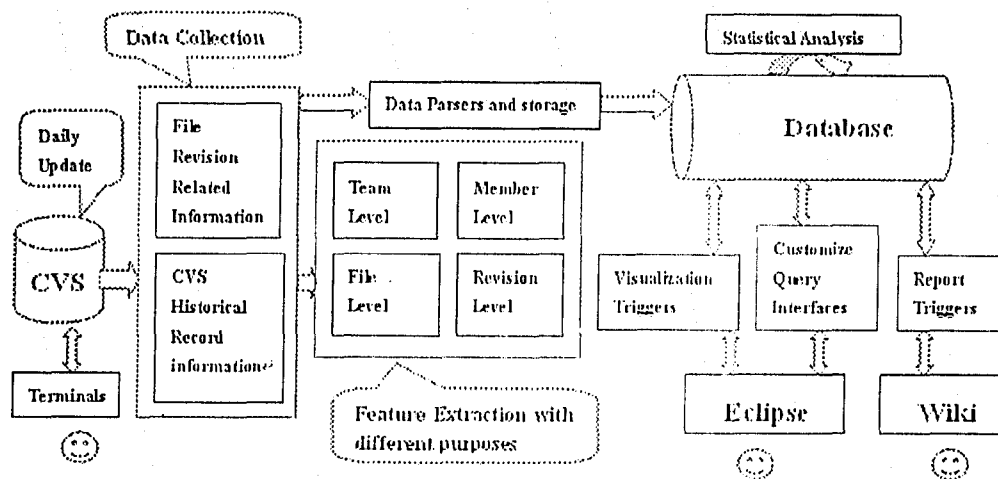 Data Collection
Statistical Analysis
Daily
Update
File
Revision
Related
Information
Data Parsers and storage
Database
Team
Level
Member
Level
CVS
CVS
Historical
Record
information
File
Level
Revision
Level
Visualization
Triggers
Customize
Query
Interfaces
Report
Triggers
Terminals
Feature Extraction with
different purposes
Eclipse
Wiki